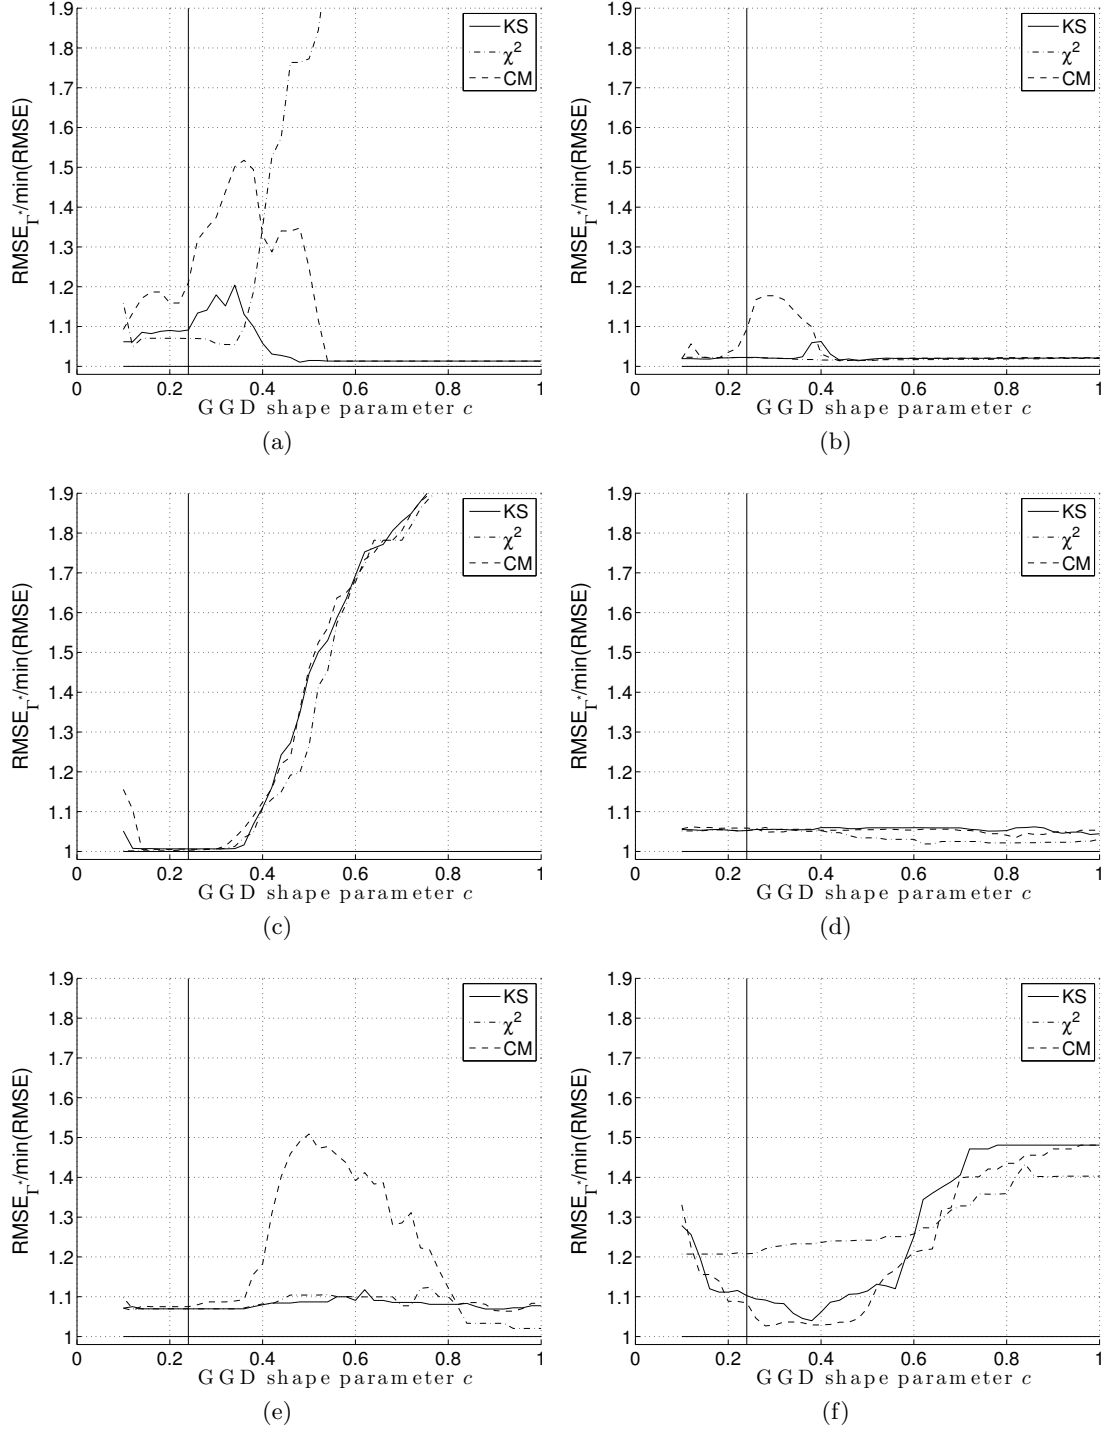 1.9
1.8
1.7
1.6
1.5
1.4
1.3
1.2
1.1
1
0 0.2 0.4 0.6 0.8 1
RMSE_Γ*/min(RMSE)
GGD shape parameter c
KS
χ²
CM
(a)
1.9
1.8
1.7
1.6
1.5
1.4
1.3
1.2
1.1
1
0 0.2 0.4 0.6 0.8 1
RMSE_Γ*/min(RMSE)
GGD shape parameter c
KS
χ²
CM
(b)
1.9
1.8
1.7
1.6
1.5
1.4
1.3
1.2
1.1
1
0 0.2 0.4 0.6 0.8 1
RMSE_Γ*/min(RMSE)
GGD shape parameter c
KS
χ²
CM
(c)
1.9
1.8
1.7
1.6
1.5
1.4
1.3
1.2
1.1
1
0 0.2 0.4 0.6 0.8 1
RMSE_Γ*/min(RMSE)
GGD shape parameter c
KS
χ²
CM
(d)
1.9
1.8
1.7
1.6
1.5
1.4
1.3
1.2
1.1
1
0 0.2 0.4 0.6 0.8 1
RMSE_Γ*/min(RMSE)
GGD shape parameter c
KS
χ²
CM
(e)
1.9
1.8
1.7
1.6
1.5
1.4
1.3
1.2
1.1
1
0 0.2 0.4 0.6 0.8 1
RMSE_Γ*/min(RMSE)
GGD shape parameter c
KS
χ²
CM
(f)